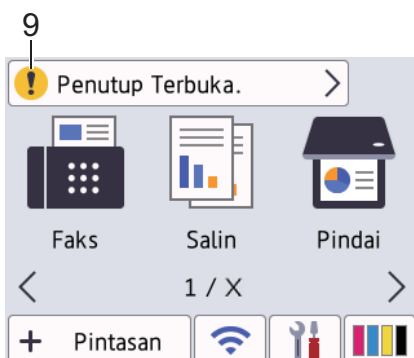 9
Penutup Terbuka.
Faks Salin Pindai
1 / X
+ Pintasan